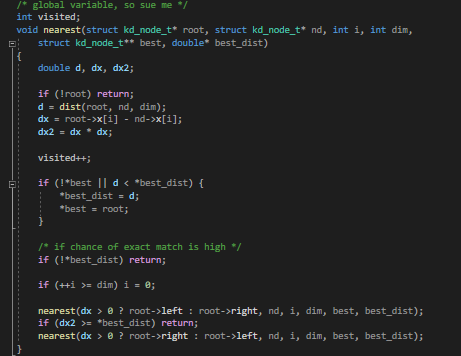 /* global variable, so sue me */
int visited;
void nearest(struct kd_node_t* root, struct kd_node_t* nd, int i, int dim,
    struct kd_node_t** best, double* best_dist)
{
    double d, dx, dx2;

    if (!root) return;
    d = dist(root, nd, dim);
    dx = root->x[i] - nd->x[i];
    dx2 = dx * dx;

    visited++;

    if (!*best || d < *best_dist) {
        *best_dist = d;
        *best = root;
    }

    /* if chance of exact match is high */
    if (!*best_dist) return;

    if (++i >= dim) i = 0;

    nearest(dx > 0 ? root->left : root->right, nd, i, dim, best, best_dist);
    if (dx2 >= *best_dist) return;
    nearest(dx > 0 ? root->right : root->left, nd, i, dim, best, best_dist);
}